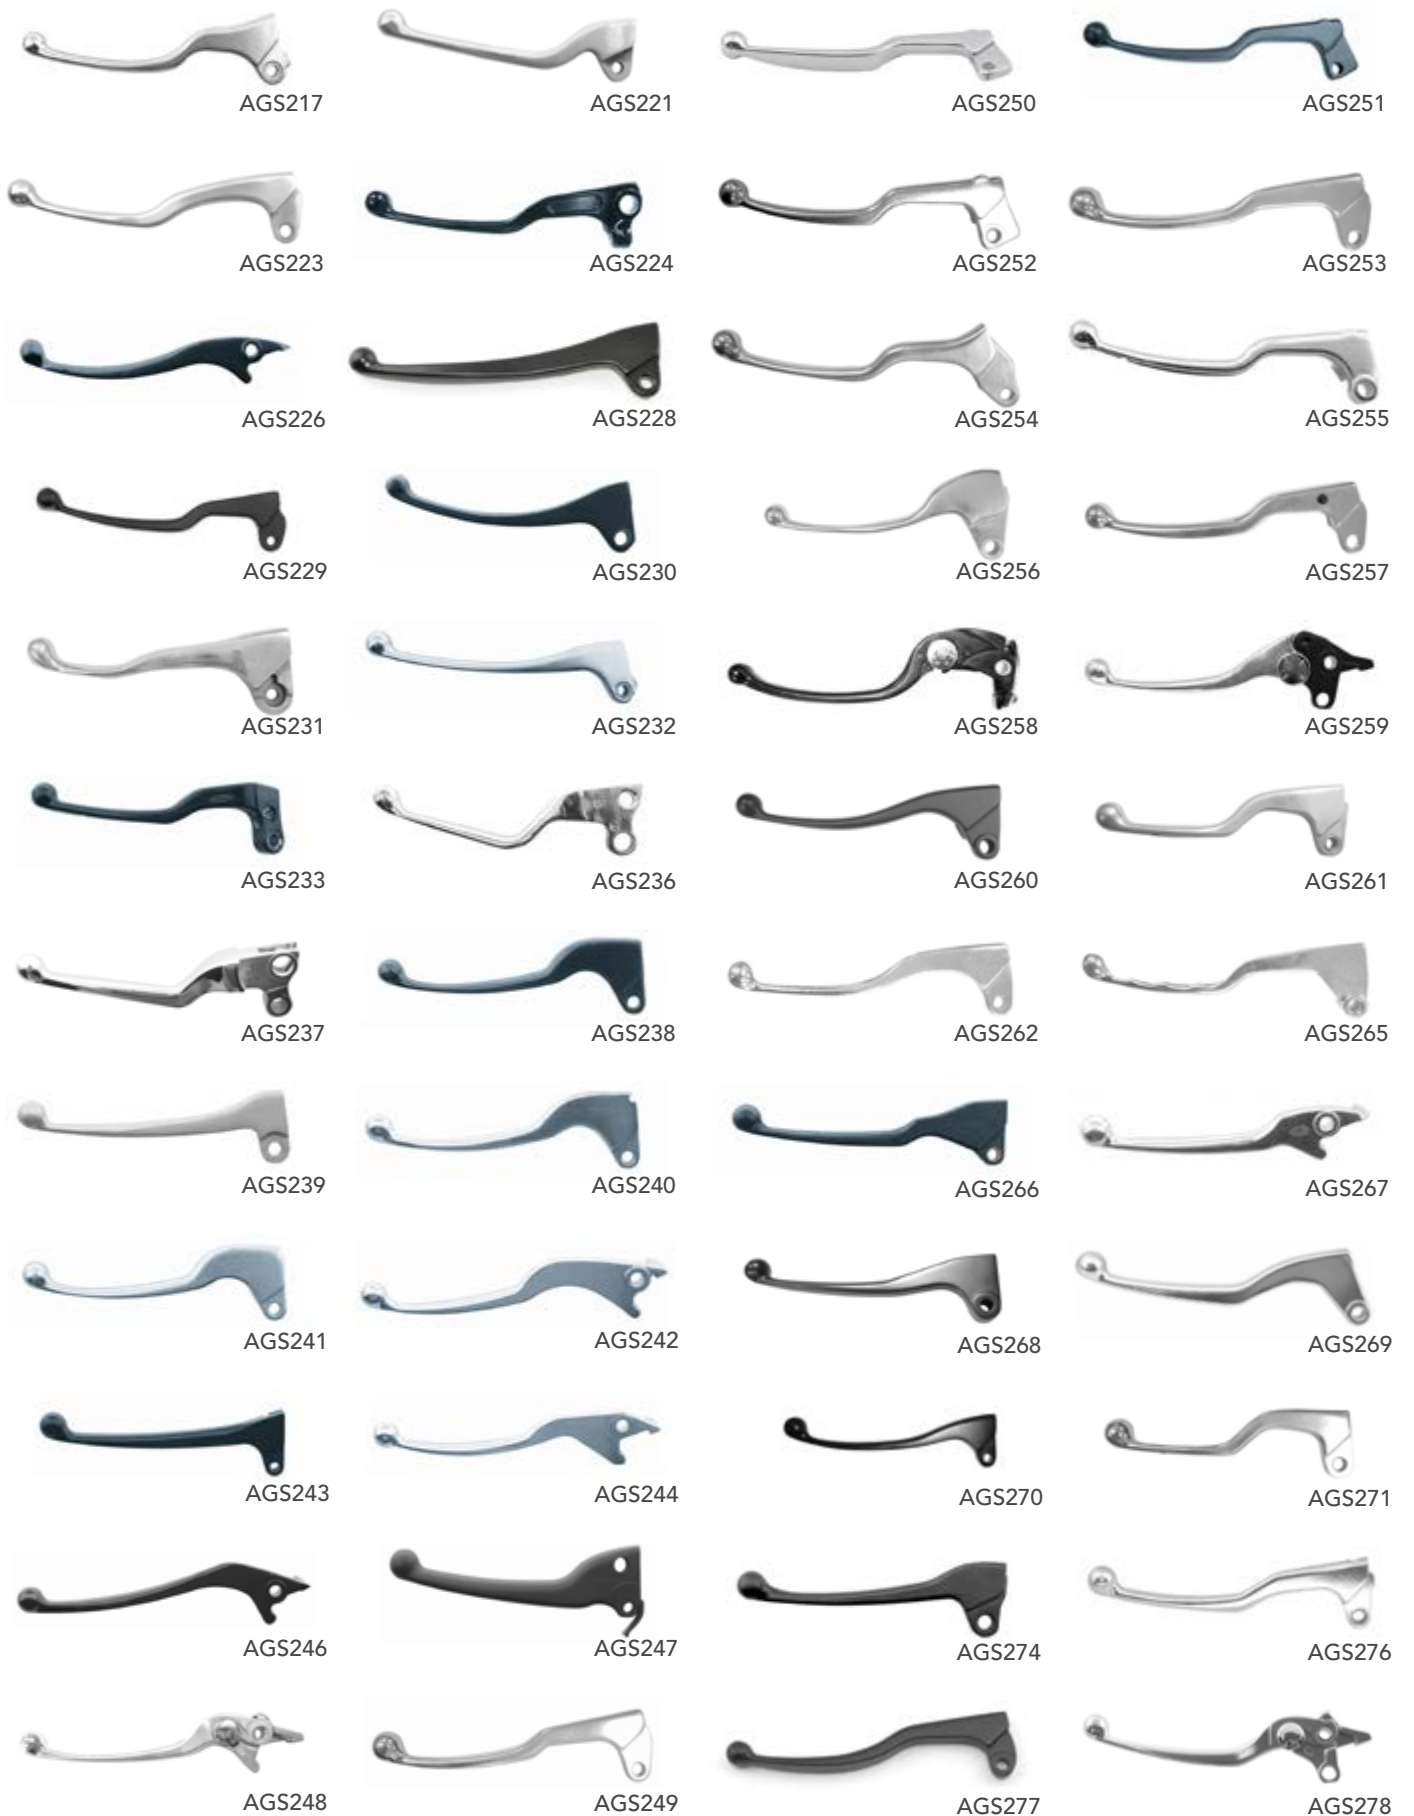 AGS217 AGS221 AGS250 AGS251
AGS223 AGS224 AGS252 AGS253
AGS226 AGS228 AGS254 AGS255
AGS229 AGS230 AGS256 AGS257
AGS231 AGS232 AGS258 AGS259
AGS233 AGS236 AGS260 AGS261
AGS237 AGS238 AGS262 AGS265
AGS239 AGS240 AGS266 AGS267
AGS241 AGS242 AGS268 AGS269
AGS243 AGS244 AGS270 AGS271
AGS246 AGS247 AGS274 AGS276
AGS248 AGS249 AGS277 AGS278